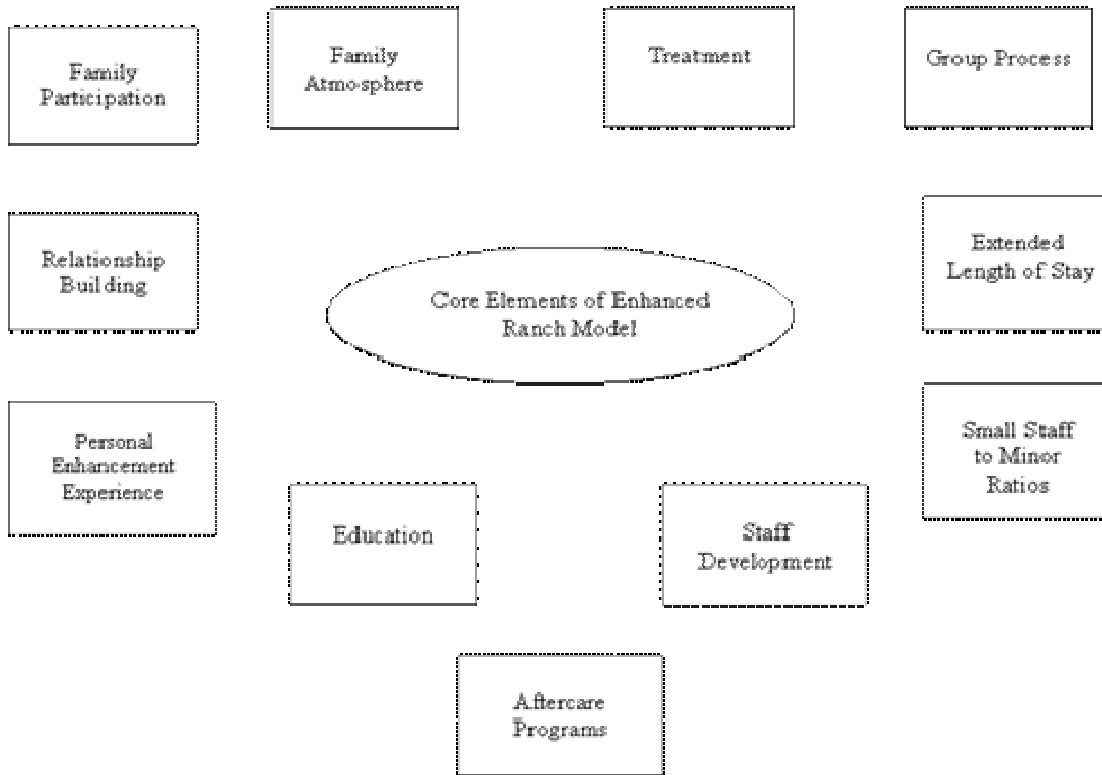 Family
Participation
Family
Atmo-sphere
Treatment
Group Process
Relationship
Building
Core Elements of Enhanced
Ranch Model
Extended
Length of Stay
Personal
Enhancement
Experience
Small Staff
to Minor
Ratios
Education
Staff
Development
Aftercare
Programs